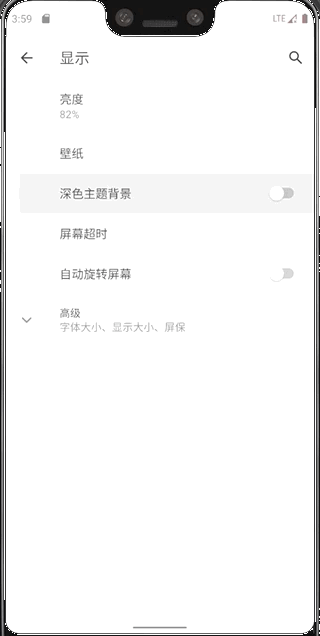 3:59 LTE
显示
亮度
82%
壁纸
深色主题背景
屏幕超时
自动旋转屏幕
高级
字体大小、显示大小、屏保